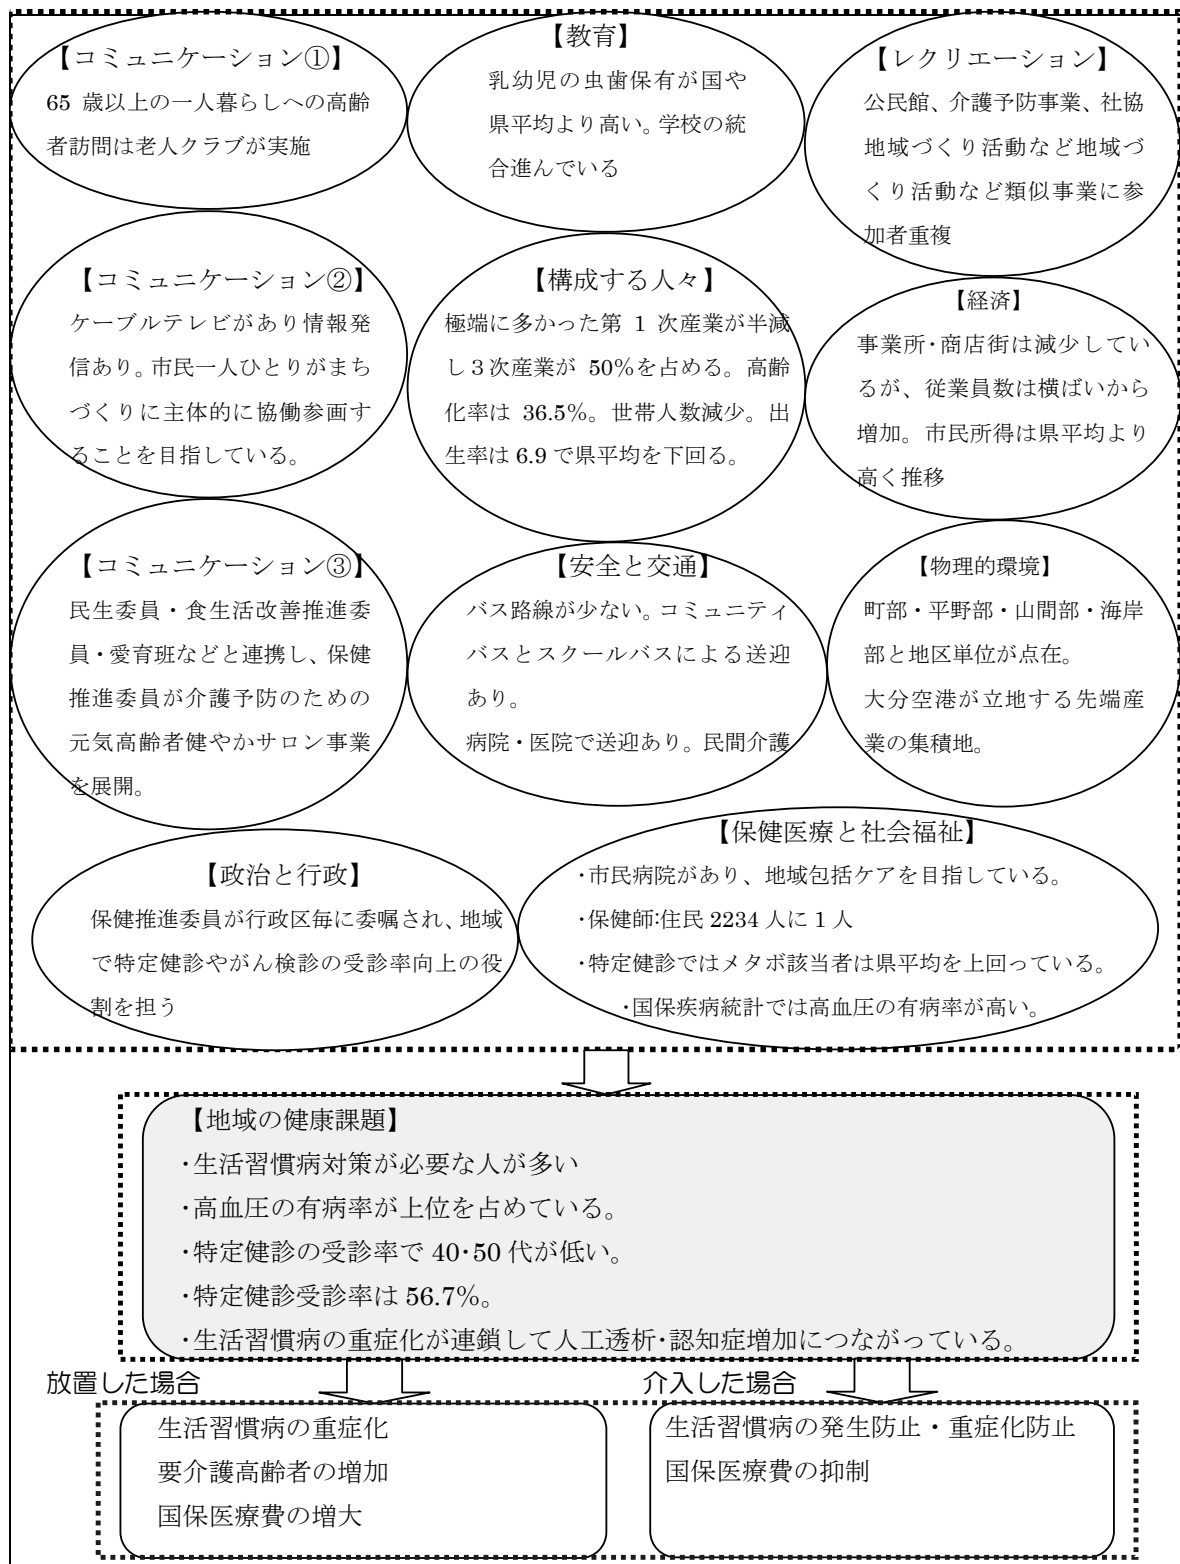 【コミュニケーション①】
65 歳以上の一人暮らしへの高齢
者訪問は老人クラブが実施
【教育】
乳幼児の虫歯保有が国や
県平均より高い。学校の統
合進んでいる
【レクリエーション】
公民館、介護予防事業、社協
地域づくり活動など地域づ
くり活動など類似事業に参
加者重複
【コミュニケーション②】
ケーブルテレビがあり情報発
信あり。市民一人ひとりがまち
づくりに主体的に協働参画す
ることを目指している。
【構成する人々】
極端に多かった第 1 次産業が半減
し３次産業が 50%を占める。高齢
化率は 36.5%。世帯人数減少。出
生率は 6.9 で県平均を下回る。
【経済】
事業所・商店街は減少してい
るが、従業員数は横ばいから
増加。市民所得は県平均より
高く推移
【コミュニケーション③】
民生委員・食生活改善推進委
員・愛育班などと連携し、保健
推進委員が介護予防のための
元気高齢者健やかサロン事業
を展開。
【安全と交通】
バス路線が少ない。コミュニティ
バスとスクールバスによる送迎
あり。
病院・医院で送迎あり。民間介護
【物理的環境】
町部・平野部・山間部・海岸
部と地区単位が点在。
大分空港が立地する先端産
業の集積地。
【政治と行政】
保健推進委員が行政区毎に委嘱され、地域
で特定健診やがん検診の受診率向上の役
割を担う
【保健医療と社会福祉】
・市民病院があり、地域包括ケアを目指している。
・保健師:住民 2234 人に 1 人
・特定健診ではメタボ該当者は県平均を上回っている。
・国保疾病統計では高血圧の有病率が高い。
【地域の健康課題】
・生活習慣病対策が必要な人が多い
・高血圧の有病率が上位を占めている。
・特定健診の受診率で 40・50 代が低い。
・特定健診受診率は 56.7%。
・生活習慣病の重症化が連鎖して人工透析・認知症増加につながっている。
放置した場合
介入した場合
生活習慣病の重症化
要介護高齢者の増加
国保医療費の増大
生活習慣病の発生防止・重症化防止
国保医療費の抑制